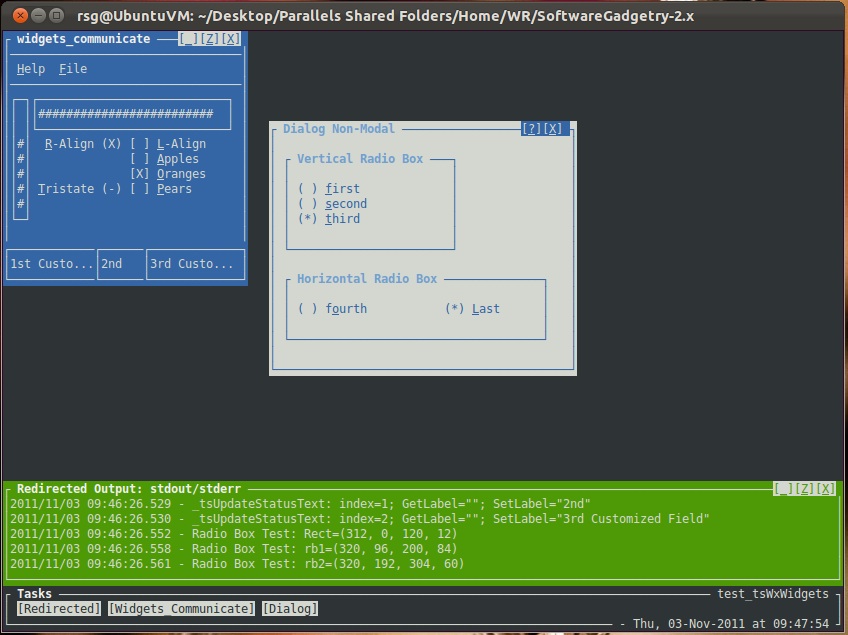 rsg@UbuntuVM: ~/Desktop/Parallels Shared Folders/Home/WR/SoftwareGadgetry-2.x
widgets_communicate [_][Z][X]
Help File
#########################
# R-Align (X) [ ] L-Align
# [ ] Apples
# [X] Oranges
# Tristate (-) [ ] Pears
#
1st Custo... 2nd 3rd Custo...
Dialog Non-Modal [?][X]
Vertical Radio Box
( ) first
( ) second
(*) third
Horizontal Radio Box
( ) fourth (*) Last
Redirected Output: stdout/stderr [_][Z][X]
2011/11/03 09:46:26.529 - _tsUpdateStatusText: index=1; GetLabel=""; SetLabel="2nd"
2011/11/03 09:46:26.530 - _tsUpdateStatusText: index=2; GetLabel=""; SetLabel="3rd Customized Field"
2011/11/03 09:46:26.552 - Radio Box Test: Rect=(312, 0, 120, 12)
2011/11/03 09:46:26.558 - Radio Box Test: rb1=(320, 96, 200, 84)
2011/11/03 09:46:26.561 - Radio Box Test: rb2=(320, 192, 304, 60)
Tasks test_tsWxWidgets
[Redirected] [Widgets_Communicate] [Dialog]
- Thu, 03-Nov-2011 at 09:47:54